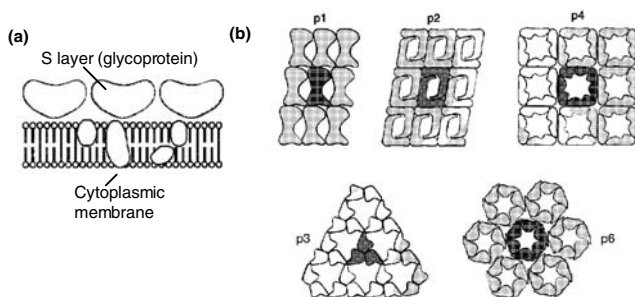 (a)
S layer (glycoprotein)
Cytoplasmic
membrane
(b)
p1
p2
p4
p3
p6